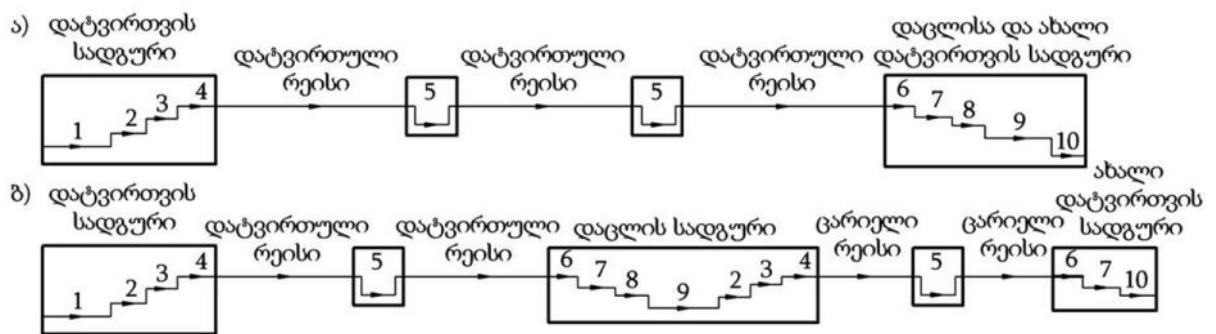 ა) დატვირთვის
სადგური
დატვირთული
რეისი
დატვირთული
რეისი
დატვირთული
რეისი
დაცლისა და ახალი
დატვირთვის სადგური
1 2 3 4 5 5 6 7 8 9 10
ბ) დატვირთვის
სადგური
დატვირთული
რეისი
დატვირთული
რეისი
დაცლის სადგური
ცარიელი
რეისი
ცარიელი
რეისი
ახალი
დატვირთვის
სადგური
1 2 3 4 5 6 7 8 9 2 3 4 5 6 7 10